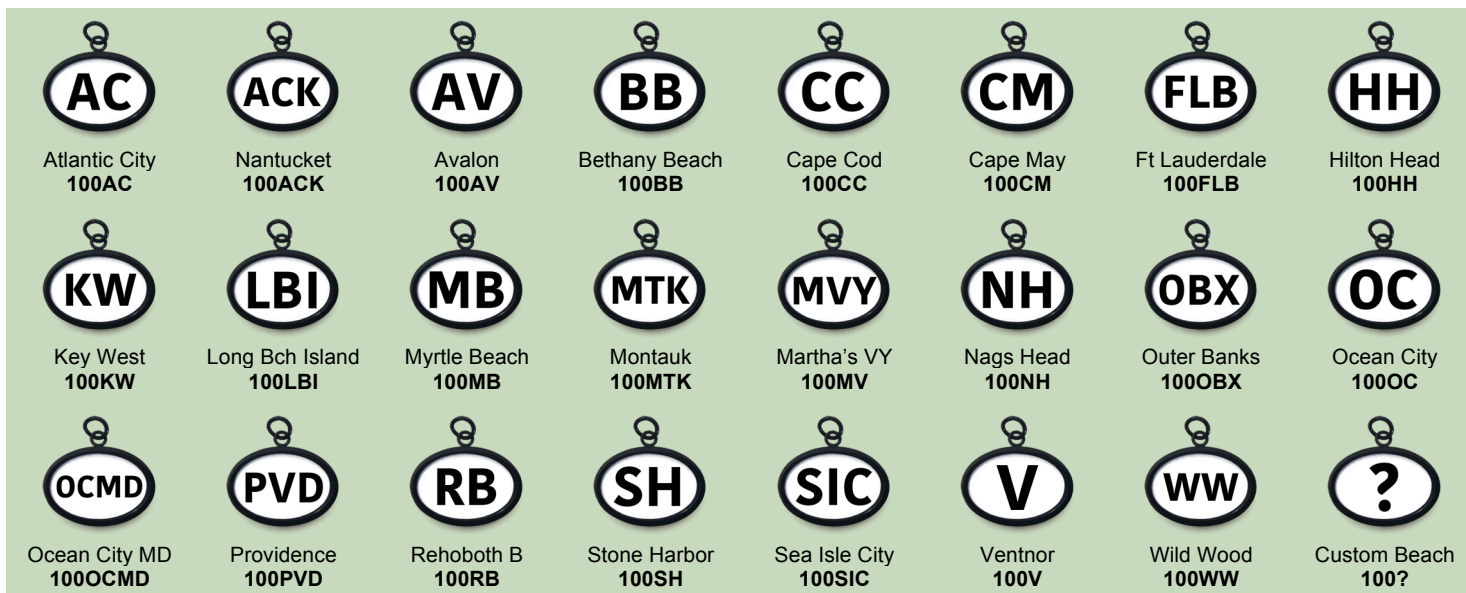 AC ACK AV BB CC CM FLB HH
Atlantic City Nantucket Avalon Bethany Beach Cape Cod Cape May Ft Lauderdale Hilton Head
100AC 100ACK 100AV 100BB 100CC 100CM 100FLB 100HH
KW LBI MB MTK MVY NH OBX OC
Key West Long Bch Island Myrtle Beach Montauk Martha's VY Nags Head Outer Banks Ocean City
100KW 100LBI 100MB 100MTK 100MV 100NH 100OBX 100OC
OCMD PVD RB SH SIC V WW ?
Ocean City MD Providence Rehoboth B Stone Harbor Sea Isle City Ventnor Wild Wood Custom Beach
100OCMD 100PVD 100RB 100SH 100SIC 100V 100WW 100?